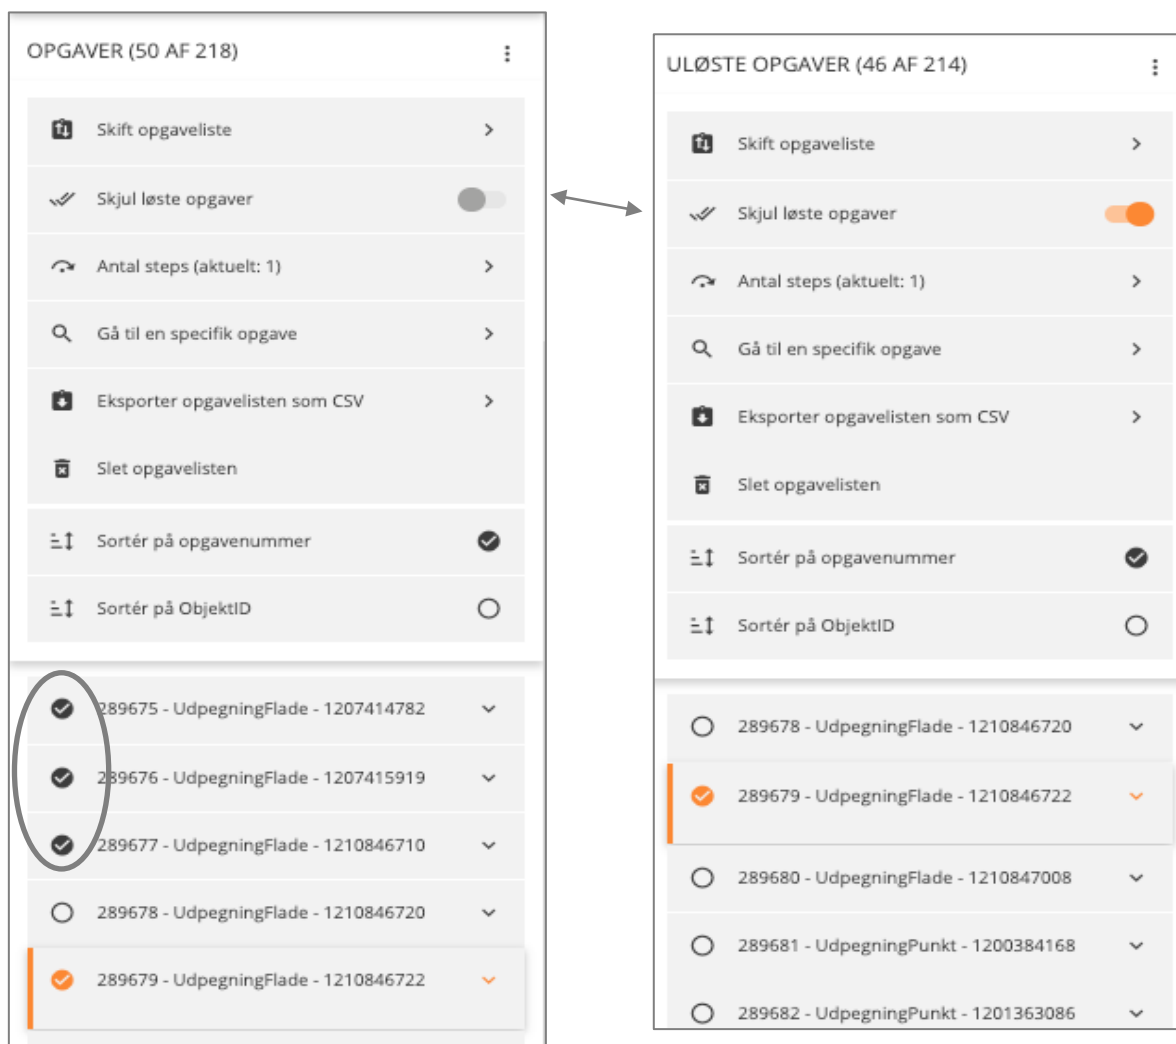 OPGAVER (50 AF 218)
Skift opgaveliste
Skjul løste opgaver
Antal steps (aktuelt: 1)
Gå til en specifik opgave
Eksporter opgavelisten som CSV
Slet opgavelisten
Sortér på opgavenummer
Sortér på ObjektID
289675 - UdpegningFlade - 1207414782
289676 - UdpegningFlade - 1207415919
289677 - UdpegningFlade - 1210846710
289678 - UdpegningFlade - 1210846720
289679 - UdpegningFlade - 1210846722
ULØSTE OPGAVER (46 AF 214)
Skift opgaveliste
Skjul løste opgaver
Antal steps (aktuelt: 1)
Gå til en specifik opgave
Eksporter opgavelisten som CSV
Slet opgavelisten
Sortér på opgavenummer
Sortér på ObjektID
289678 - UdpegningFlade - 1210846720
289679 - UdpegningFlade - 1210846722
289680 - UdpegningFlade - 1210847008
289681 - UdpegningPunkt - 1200384168
289682 - UdpegningPunkt - 1201363086